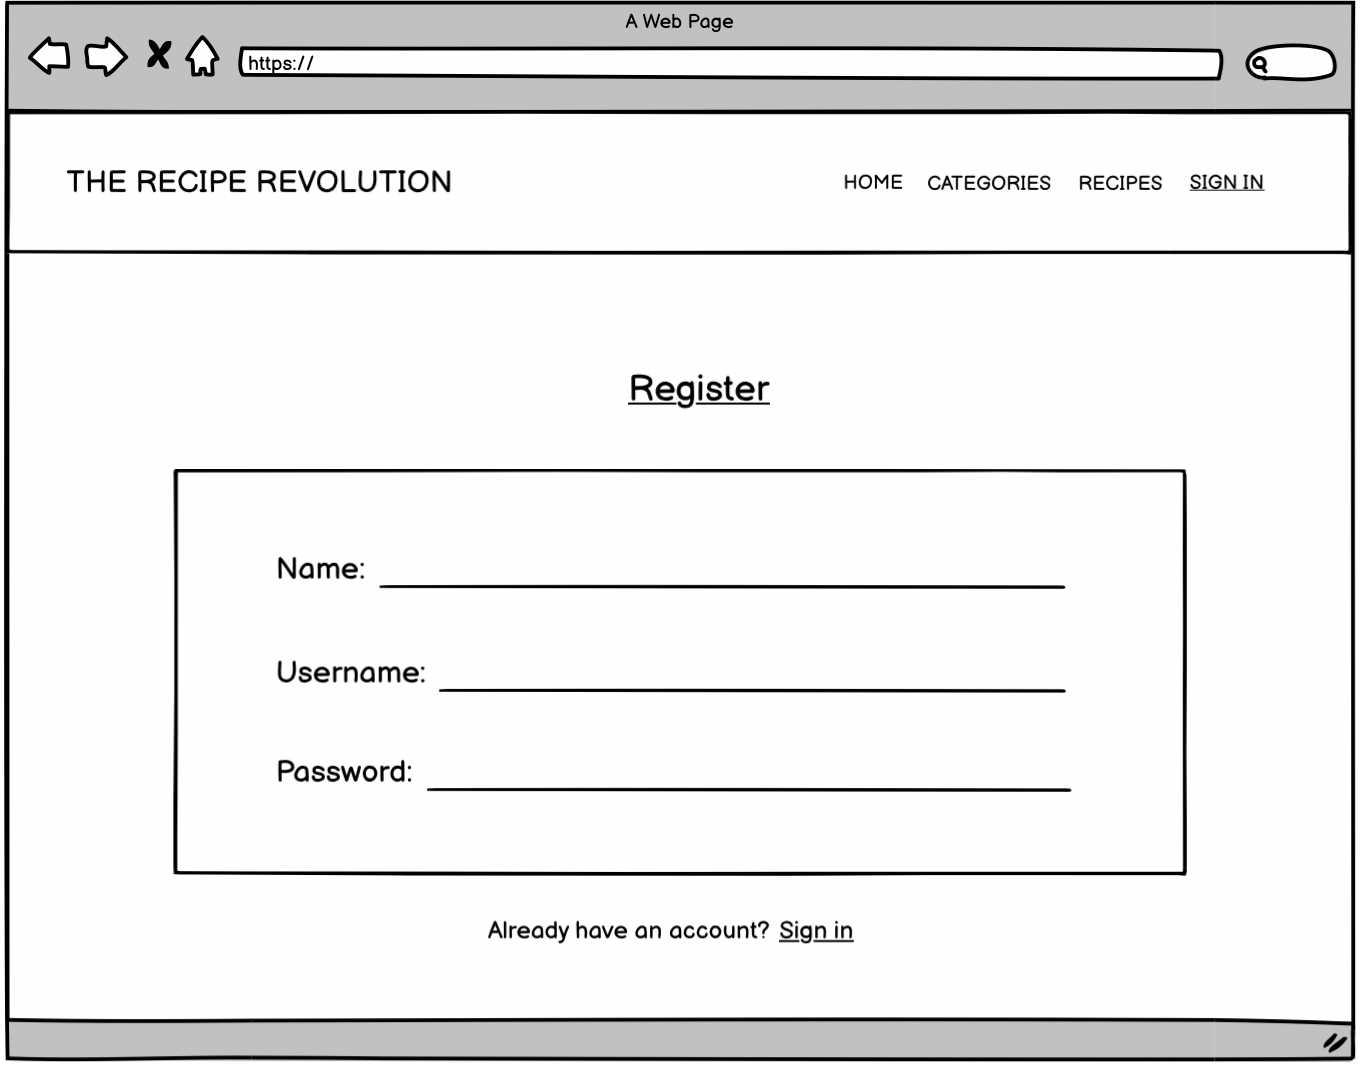 A Web Page
https://
THE RECIPE REVOLUTION HOME CATEGORIES RECIPES SIGN IN
Register
Name:
Username:
Password:
Already have an account? Sign in